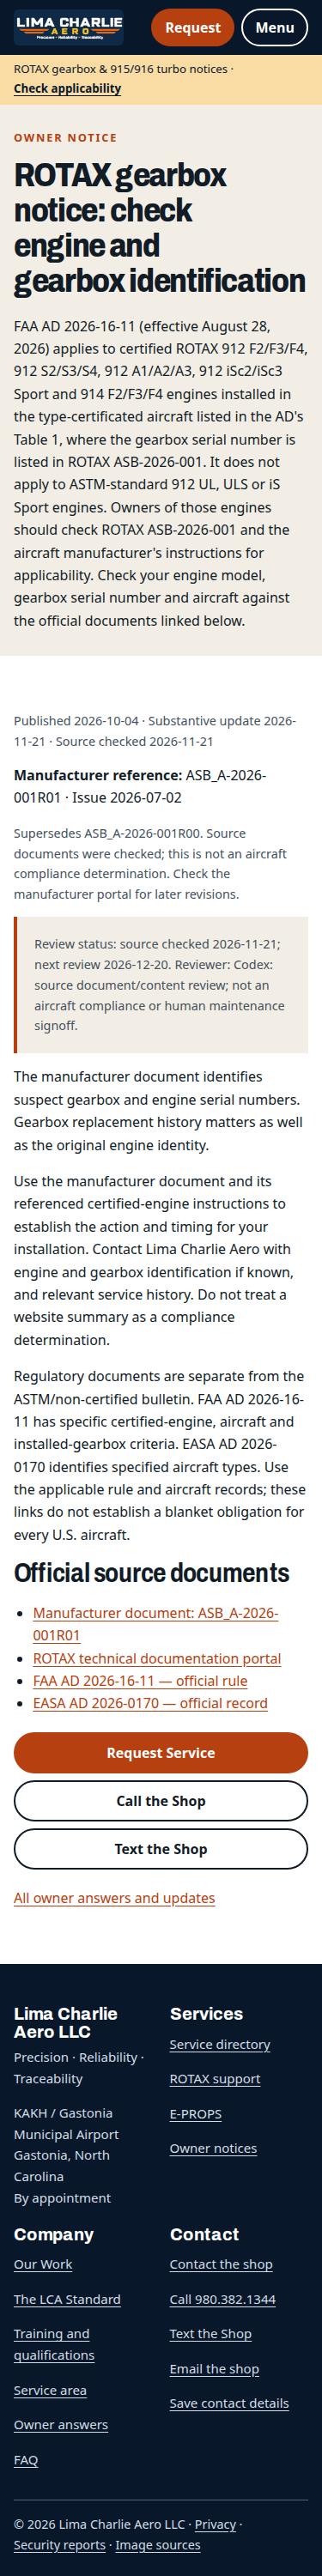 LIMA CHARLIE
AERO
Precision • Reliability • Traceability
Request
Menu
ROTAX gearbox & 915/916 turbo notices ·
Check applicability
OWNER NOTICE
ROTAX gearbox
notice: check
engine and
gearbox identification
FAA AD 2026-16-11 (effective August 28,
2026) applies to certified ROTAX 912 F2/F3/F4,
912 S2/S3/S4, 912 A1/A2/A3, 912 iSc2/iSc3
Sport and 914 F2/F3/F4 engines installed in
the type-certificated aircraft listed in the AD's
Table 1, where the gearbox serial number is
listed in ROTAX ASB-2026-001. It does not
apply to ASTM-standard 912 UL, ULS or iS
Sport engines. Owners of those engines
should check ROTAX ASB-2026-001 and the
aircraft manufacturer's instructions for
applicability. Check your engine model,
gearbox serial number and aircraft against
the official documents linked below.
Published 2026-10-04 · Substantive update 2026-
11-21 · Source checked 2026-11-21
Manufacturer reference: ASB_A-2026-
001R01 · Issue 2026-07-02
Supersedes ASB_A-2026-001R00. Source
documents were checked; this is not an aircraft
compliance determination. Check the
manufacturer portal for later revisions.
Review status: source checked 2026-11-21;
next review 2026-12-20. Reviewer: Codex:
source document/content review; not an
aircraft compliance or human maintenance
signoff.
The manufacturer document identifies
suspect gearbox and engine serial numbers.
Gearbox replacement history matters as well
as the original engine identity.
Use the manufacturer document and its
referenced certified-engine instructions to
establish the action and timing for your
installation. Contact Lima Charlie Aero with
engine and gearbox identification if known,
and relevant service history. Do not treat a
website summary as a compliance
determination.
Regulatory documents are separate from the
ASTM/non-certified bulletin. FAA AD 2026-16-
11 has specific certified-engine, aircraft and
installed-gearbox criteria. EASA AD 2026-
0170 identifies specified aircraft types. Use
the applicable rule and aircraft records; these
links do not establish a blanket obligation for
every U.S. aircraft.
Official source documents
• Manufacturer document: ASB_A-2026-
001R01
• ROTAX technical documentation portal
• FAA AD 2026-16-11 — official rule
• EASA AD 2026-0170 — official record
Request Service
Call the Shop
Text the Shop
All owner answers and updates
Lima Charlie
Aero LLC
Precision · Reliability ·
Traceability
KAKH / Gastonia
Municipal Airport
Gastonia, North
Carolina
By appointment
Services
Service directory
ROTAX support
E-PROPS
Owner notices
Company
Our Work
The LCA Standard
Training and
qualifications
Service area
Owner answers
FAQ
Contact
Contact the shop
Call 980.382.1344
Text the Shop
Email the shop
Save contact details
© 2026 Lima Charlie Aero LLC · Privacy ·
Security reports · Image sources